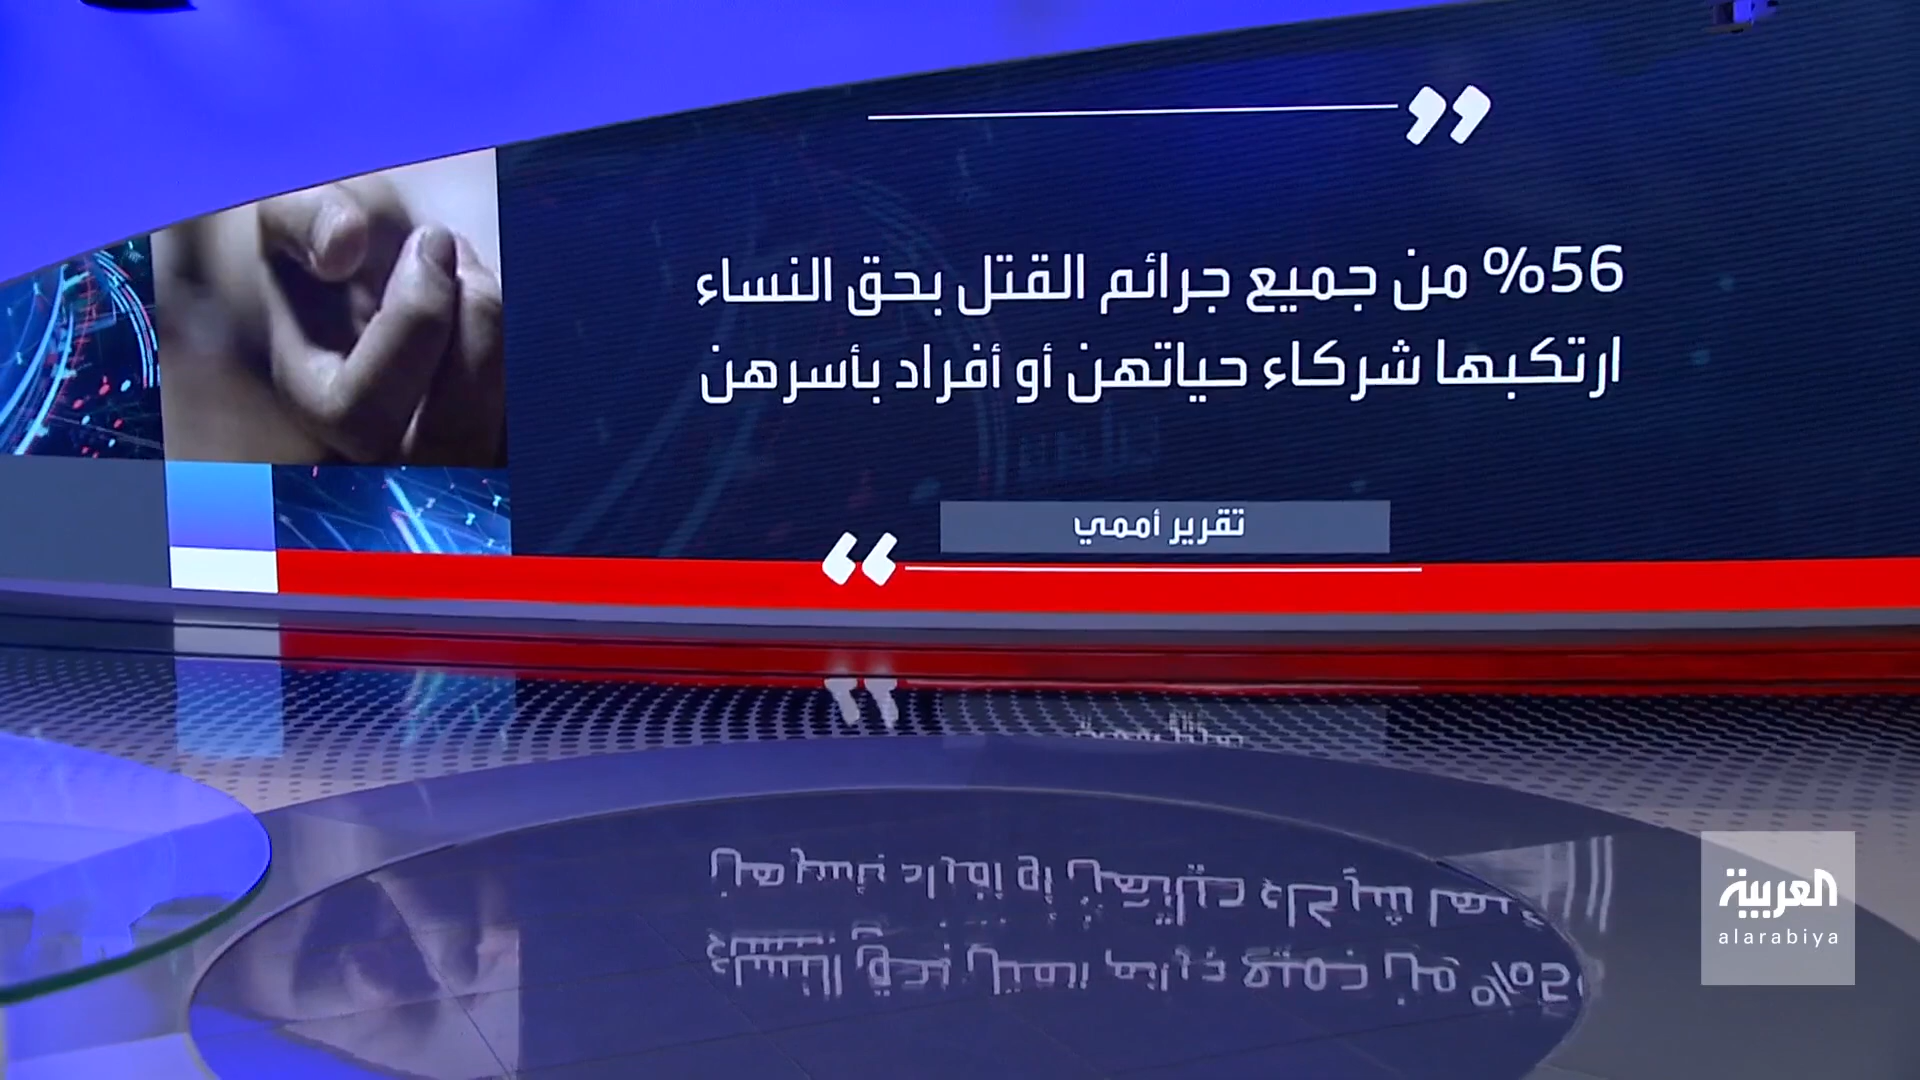 56% من جميع جرائم القتل بحق النساء
ارتكبها شركاء حياتهن أو أفراد بأسرهن
تقرير أممي
العربية
alarabiya